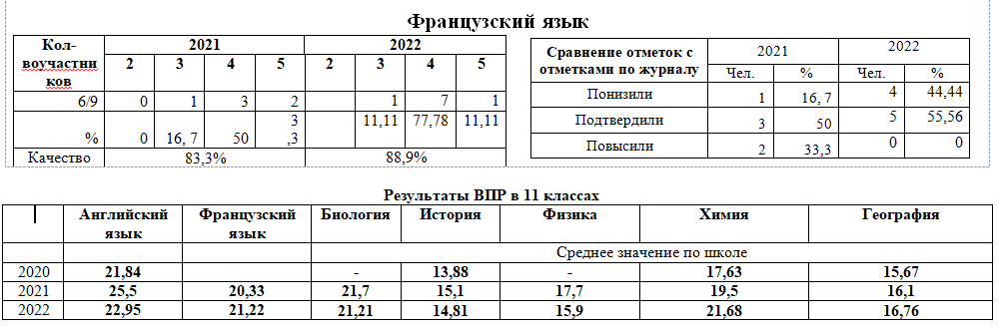 Французский язык
Кол-воучастников 2021 2022
2 3 4 5 2 3 4 5
6/9 0 1 3 2 1 7 1
% 0 16, 7 50 3,3 11,11 77,78 11,11
Качество 83,3% 88,9%
Сравнение отметок с отметками по журналу 2021 2022
Чел. % Чел. %
Понизили 1 16, 7 4 44,44
Подтвердили 3 50 5 55,56
Повысили 2 33,3 0 0
Результаты ВПР в 11 классах
Английский язык Французский язык Биология История Физика Химия География
Среднее значение по школе
2020 21,84 - 13,88 - 17,63 15,67
2021 25,5 20,33 21,7 15,1 17,7 19,5 16,1
2022 22,95 21,22 21,21 14,81 15,9 21,68 16,76